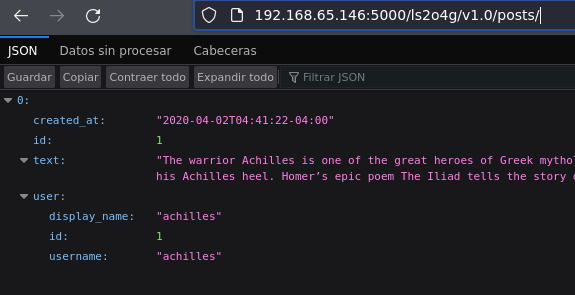 192.168.65.146:5000/ls2o4g/v1.0/posts/
JSON Datos sin procesar Cabeceras
Guardar Copiar Contraer todo Expandir todo Filtrar JSON
0:
created_at: "2020-04-02T04:41:22-04:00"
id: 1
text: "The warrior Achilles is one of the great heroes of Greek
his Achilles heel. Homer’s epic poem The Iliad tells the story
user:
display_name: "achilles"
id: 1
username: "achilles"